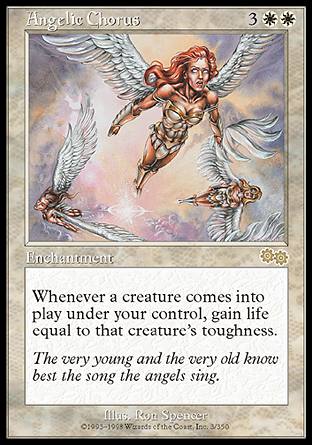 Angelic Chorus 3
Enchantment
Whenever a creature comes into
play under your control, gain life
equal to that creature's toughness.
The very young and the very old know
best the song the angels sing.
Illus. Ron Spencer
©1993-1998 Wizards of the Coast, Inc. 3/350